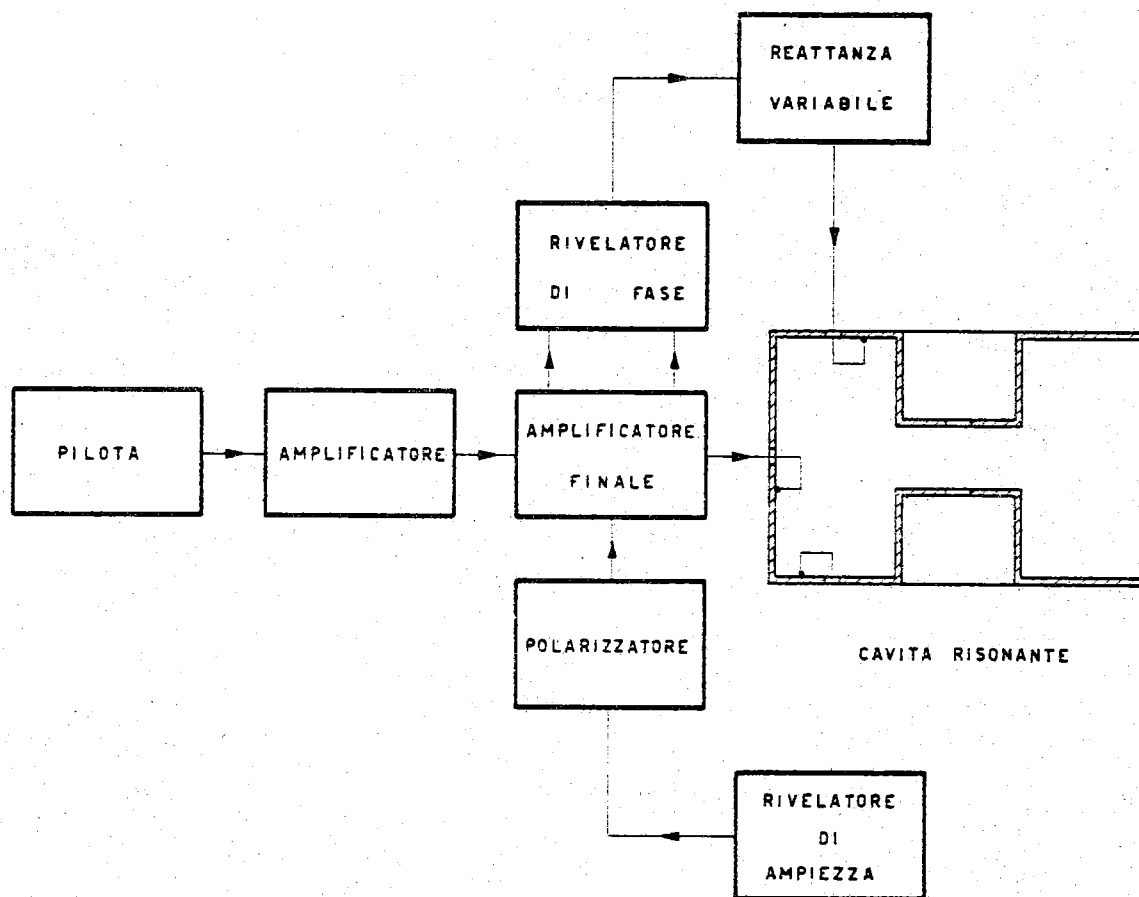 REATTANZA
VARIABILE
RIVELATORE
DI FASE
PILOTA
AMPLIFICATORE
AMPLIFICATORE
FINALE
POLARIZZATORE
CAVITA RISONANTE
RIVELATORE
DI
AMPIEZZA